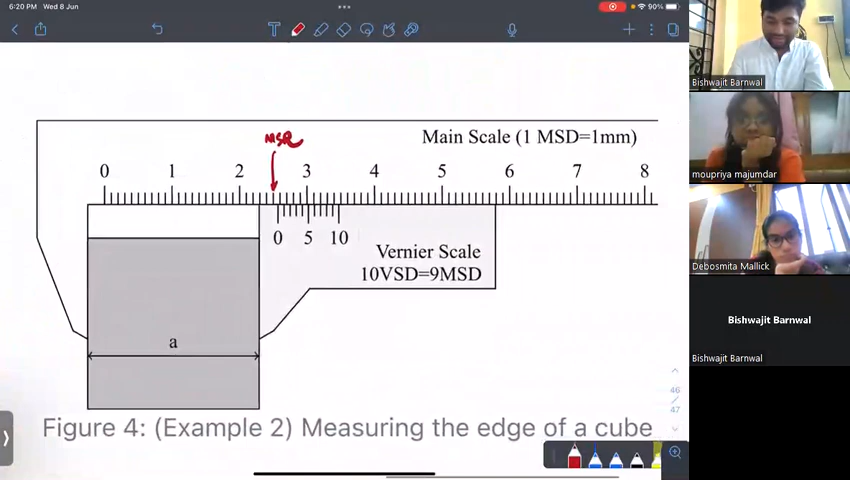 6:20 PM Wed 8 Jun
90%
MSR
Main Scale (1 MSD=1mm)
0 1 2 3 4 5 6 7 8
0 5 10
Vernier Scale
10VSD=9MSD
a
Figure 4: (Example 2) Measuring the edge of a cube
46
/
47
Bishwajit Barnwal
moupriya majumdar
Debosmita Mallick
Bishwajit Barnwal
Bishwajit Barnwal